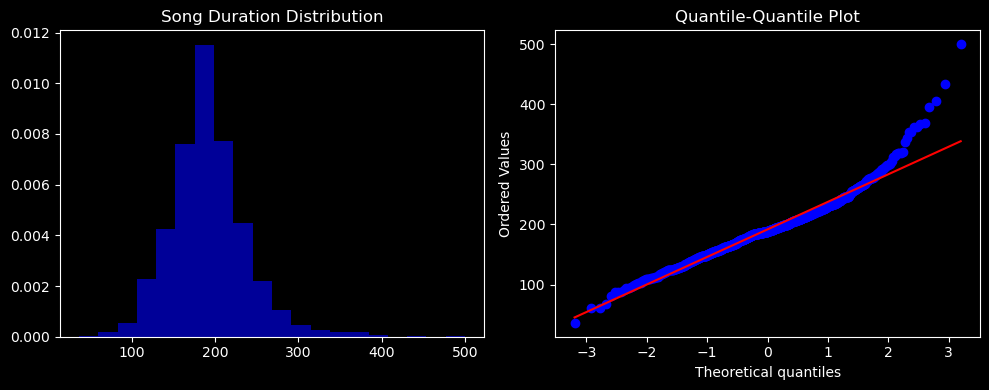 Song Duration Distribution
0.012
0.010
0.008
0.006
0.004
0.002
0.000
100 200 300 400 500
Quantile-Quantile Plot
Ordered Values
500
400
300
200
100
−3 −2 −1 0 1 2 3
Theoretical quantiles